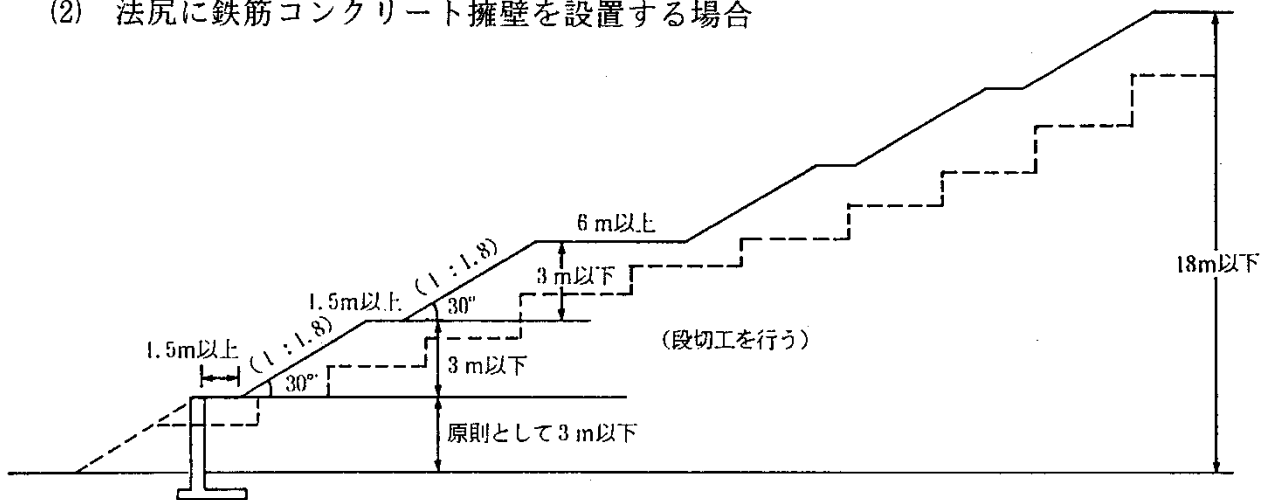 (2) 法尻に鉄筋コンクリート擁壁を設置する場合
6m以上
(1:1.8)
3m以下
18m以下
1.5m以上
30°
(段切工を行う)
1.5m以上
(1:1.8)
30°
3m以下
原則として3m以下